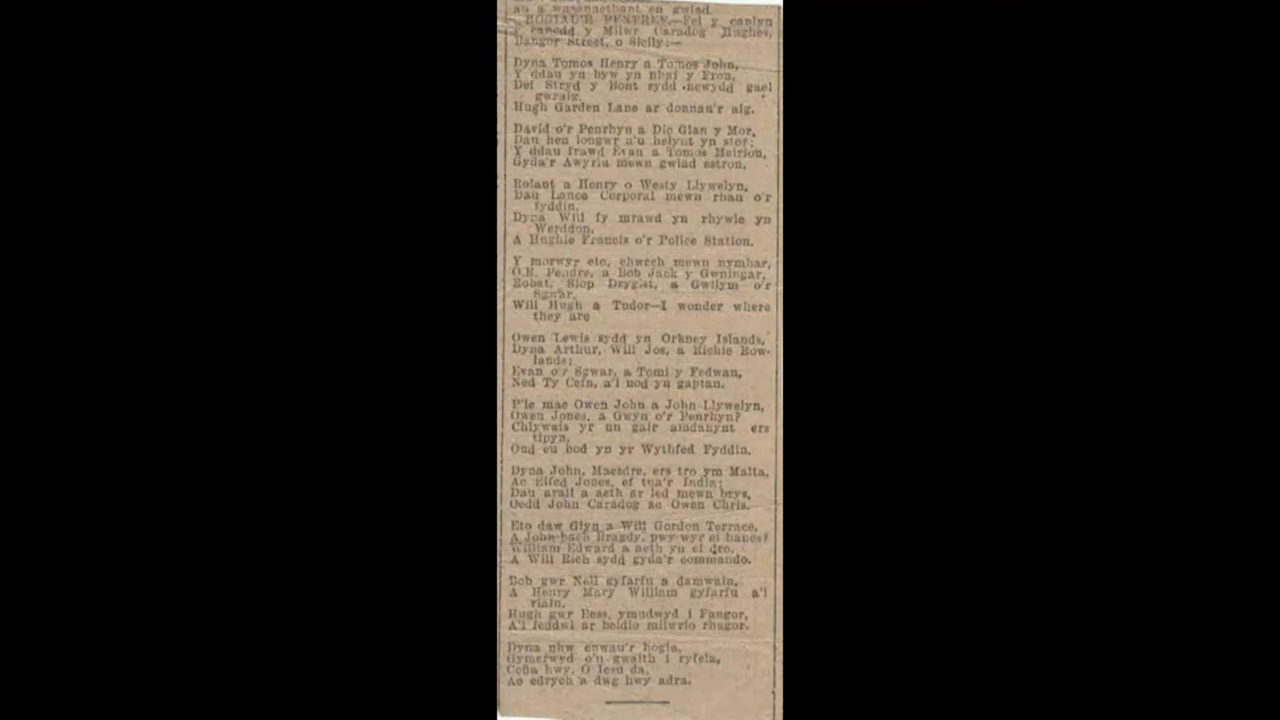 au a wasanaethant eu gwlad.
HOGIAU'R PENTREF.—Fel y canlyn
y canodd y Milwr Caradog Hughes,
Bangor Street, o Sicily:—
Dyna Tomos Henry a Tomos John,
Y ddau yn byw yn nhai y Fron,
Dei Stryd y Bont sydd newydd gael
gwraig,
Hugh Garden Lane ar donnau'r aig.
David o'r Penrhyn a Dic Glan y Mor,
Dau hen longwr a'u helynt yn stor;
Y ddau frawd Evan a Tomos Meirion,
Gyda'r Awyrlu mewn gwlad estron.
Rolant a Henry o Westy Llywelyn,
Dau Lance Corporal mewn rhan o'r
fyddin.
Dyna Will fy mrawd yn rhywle yn
Werddon,
A Hughie Francis o'r Police Station.
Y morwyr eto, chwech mewn nymbar,
O.R. Pendre, a Bob Jack y Gwningar,
Robat, Siop Drygist, a Gwilym o'r
Sgwar,
Will Hugh a Tudor—I wonder where
they are
Owen Lewis sydd yn Orkney Islands,
Dyna Arthur, Will Jos, a Richie Row-
lands;
Evan o'r Sgwar, a Tomi y Fedwan,
Ned Ty Cefn, a'i nod yn gaptan.
P'le mae Owen John a John Llywelyn,
Owen Jones, a Gwyn o'r Penrhyn?
Chlywais yr un gair amdanynt ers
tipyn,
Ond eu bod yn yr Wythfed Fyddin.
Dyna John, Maesdre, ers tro ym Malta,
Ac Elfed Jones, ef tua'r India;
Dau arall a aeth ar led mewn brys,
Oedd John Caradog ac Owen Chris.
Eto daw Glyn a Will Gordon Terrace,
A John bach Bragdy, pwy wyr ei hanes?
William Edward a aeth yn ei dro,
A Will Rich sydd gyda'r commando.
Bob gwr Nell gyfarfu a damwain,
A Henry Mary William gyfarfu a'i
riain,
Hugh gwr Bess, ymudwyd i Fangor,
A'i feddwl ar beidio milwrio rhagor.
Dyna nhw enwau'r hogia,
Gymerwyd o'u gwaith i ryfela,
Cofia hwy, O Iesu da,
Ac edrych a dwg hwy adra.